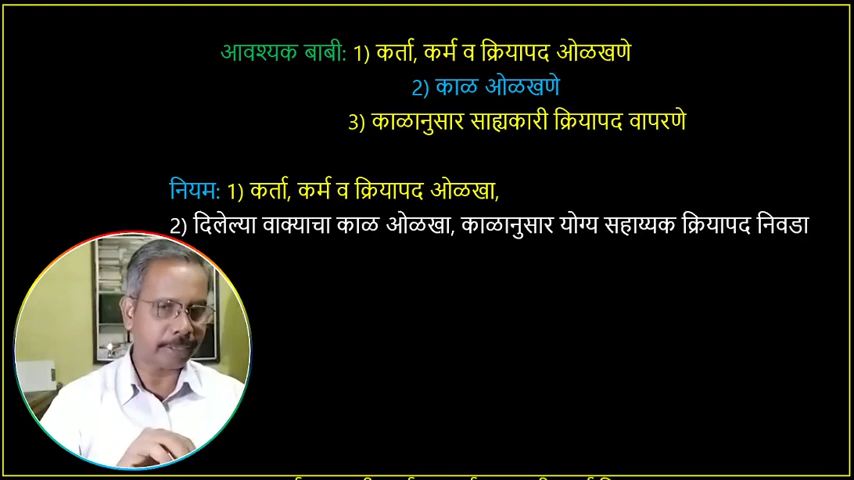 आवश्यक बाबी: 1) कर्ता, कर्म व क्रियापद ओळखणे
2) काळ ओळखणे
3) काळानुसार साह्यकारी क्रियापद वापरणे
नियम: 1) कर्ता, कर्म व क्रियापद ओळखा,
2) दिलेल्या वाक्याचा काळ ओळखा, काळानुसार योग्य सहाय्यक क्रियापद निवडा